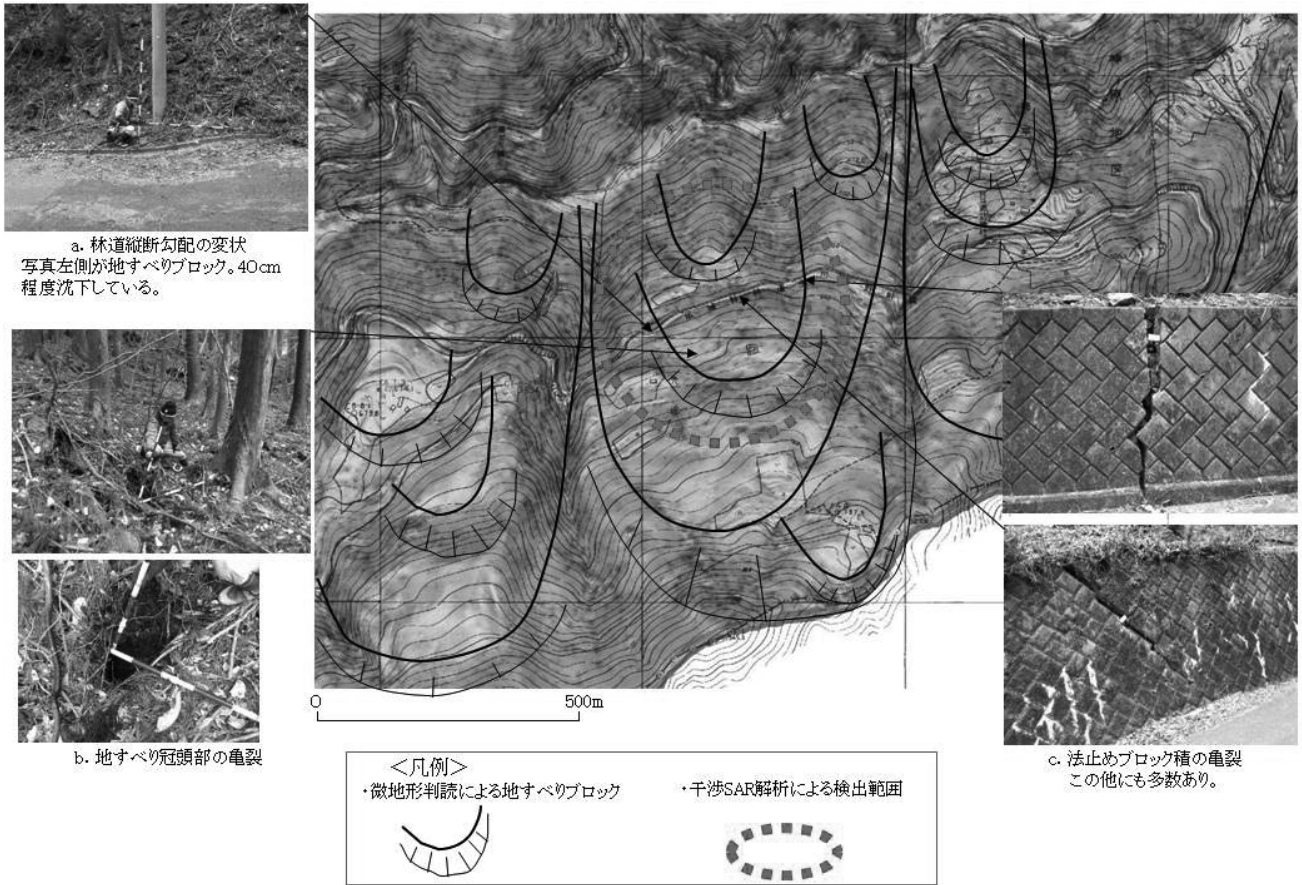 a. 林道縦断勾配の変状
写真左側が地すべりブロック。40cm
程度沈下している。
b. 地すべり冠頭部の亀裂
c. 法止めブロック積の亀裂
この他にも多数あり。
0
500m
<凡例>
・微地形判読による地すべりブロック
・干渉SAR解析による検出範囲